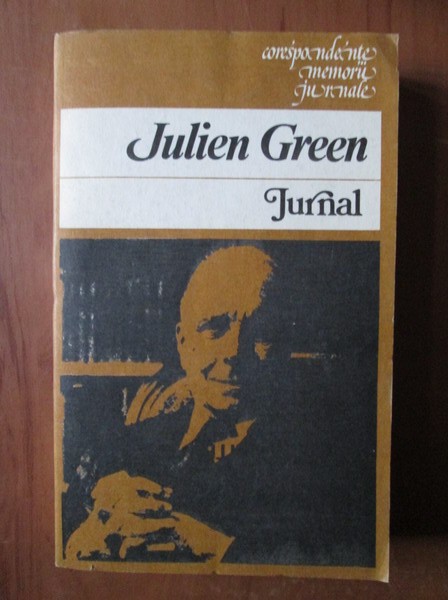 corespondențe
memorii
jurnale
Julien Green
Jurnal